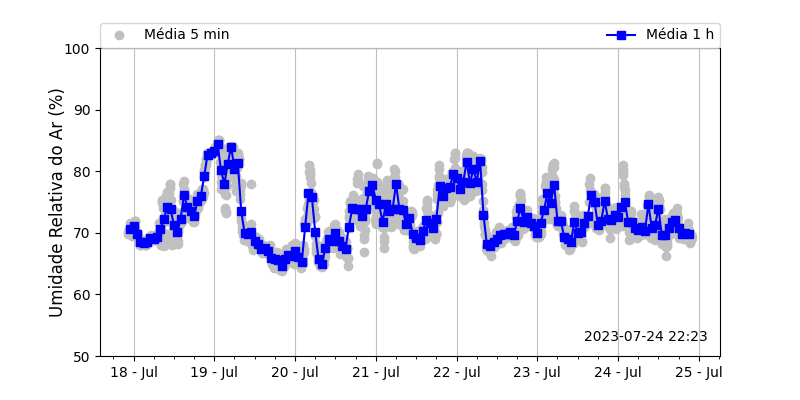 Média 5 min
Média 1 h
Umidade Relativa do Ar (%)
100
90
80
70
60
50
2023-07-24 22:23
18 - Jul
19 - Jul
20 - Jul
21 - Jul
22 - Jul
23 - Jul
24 - Jul
25 - Jul